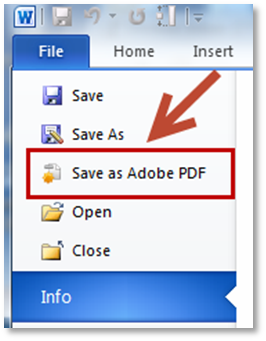 W
File Home Insert
Save
Save As
Save as Adobe PDF
Open
Close
Info